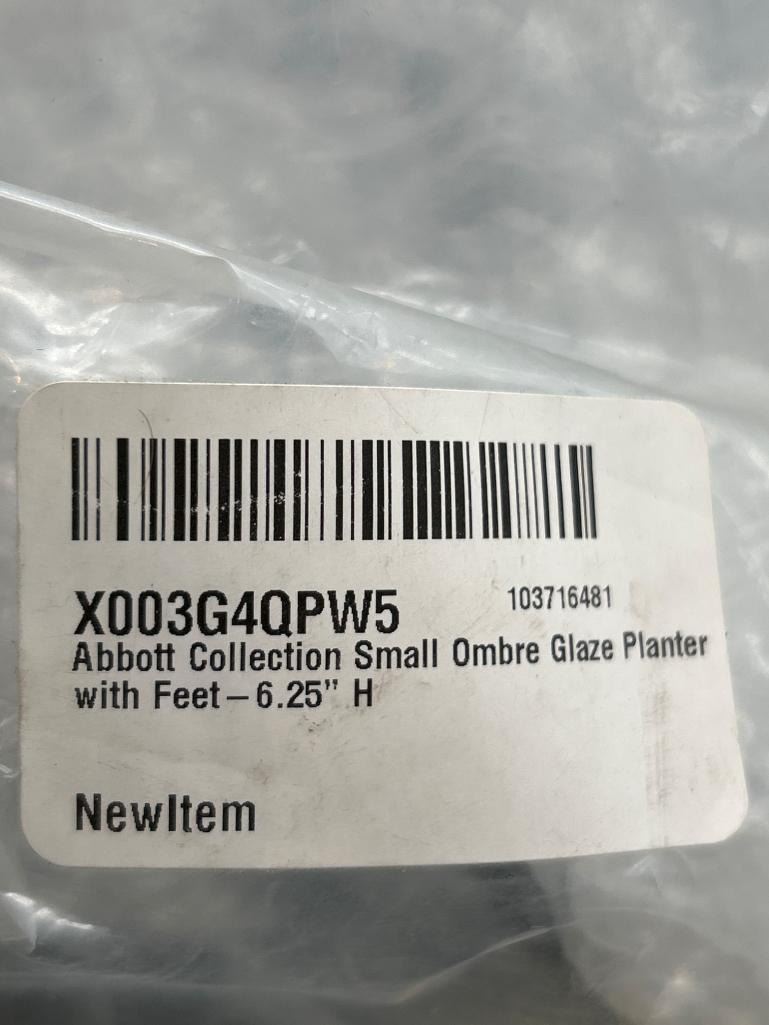 X003G4QPW5 103716481
Abbott Collection Small Ombre Glaze Planter
with Feet – 6.25” H
NewItem